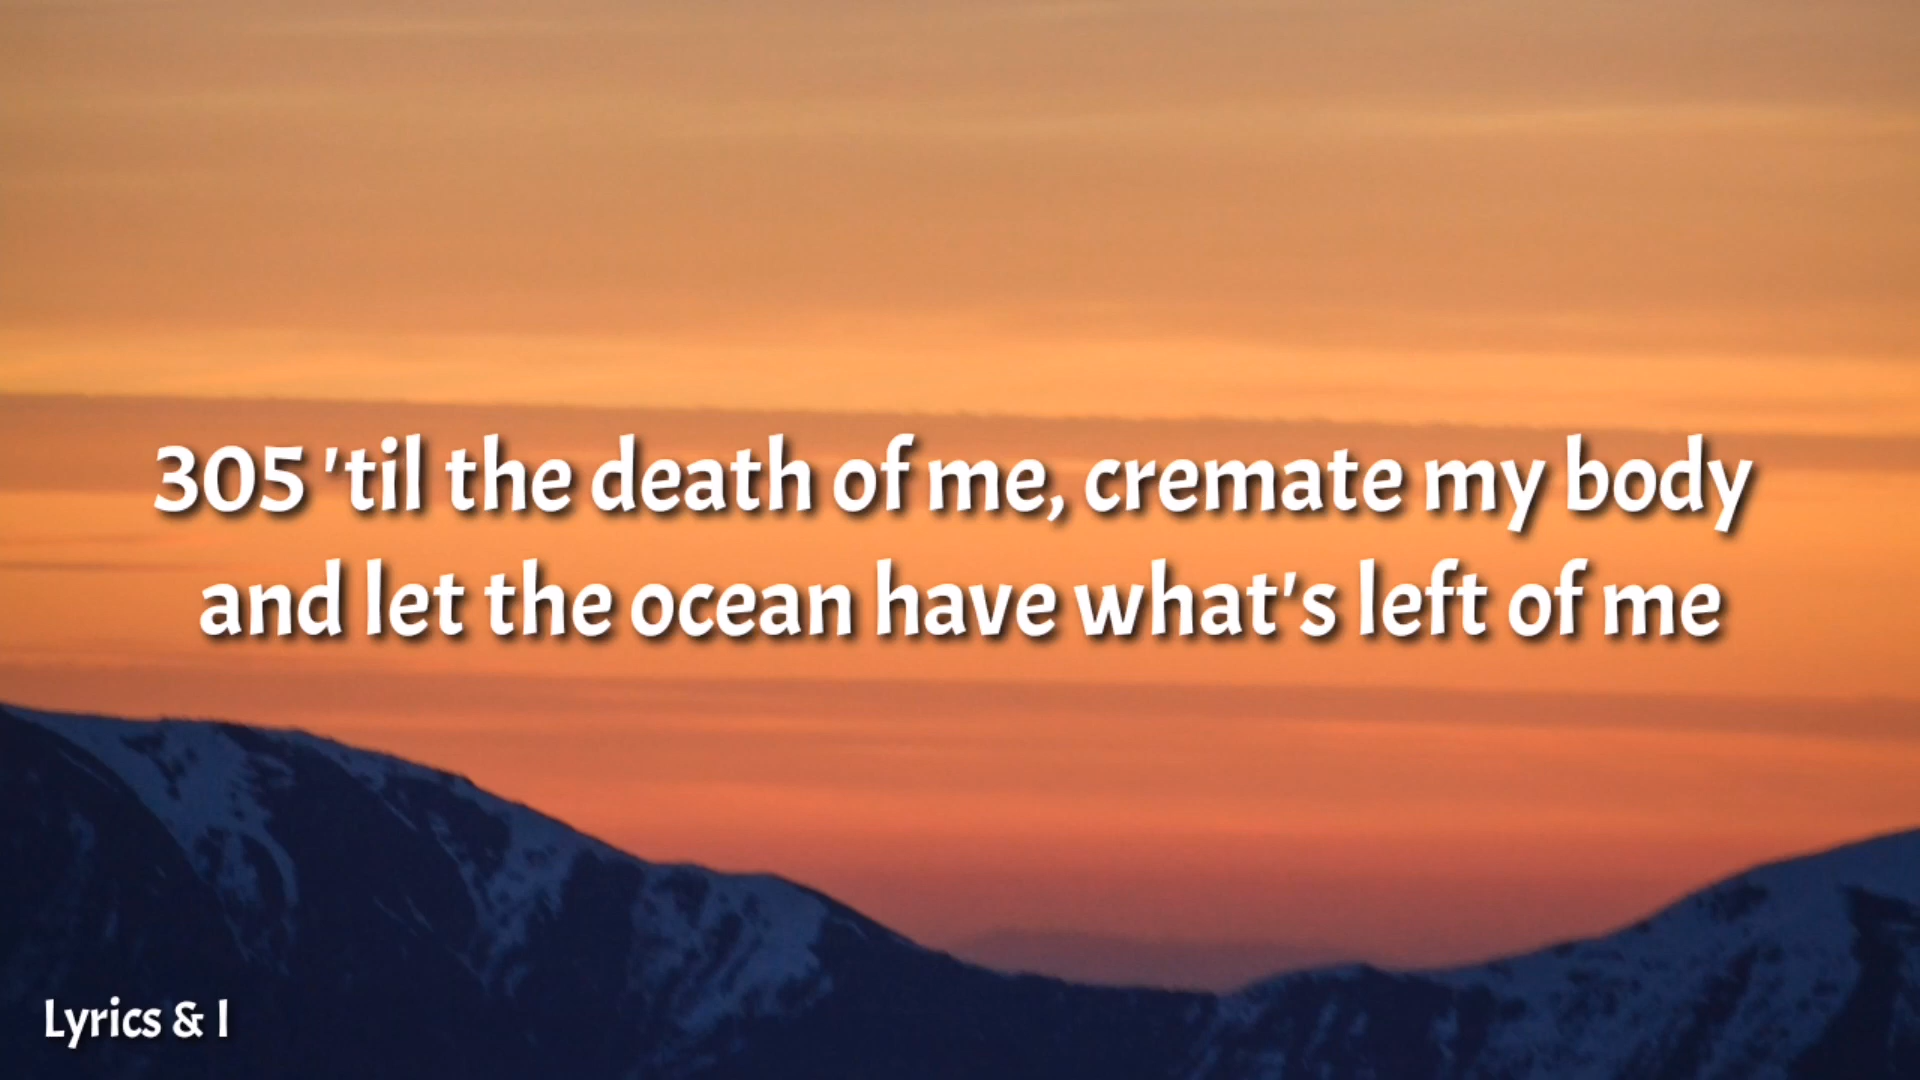 305 'til the death of me, cremate my body
and let the ocean have what's left of me
Lyrics & I